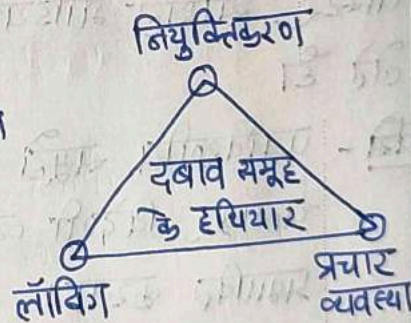 नियुक्तिकरण
दबाव समूह
के हथियार
लॉबिंग
प्रचार
व्यवस्था